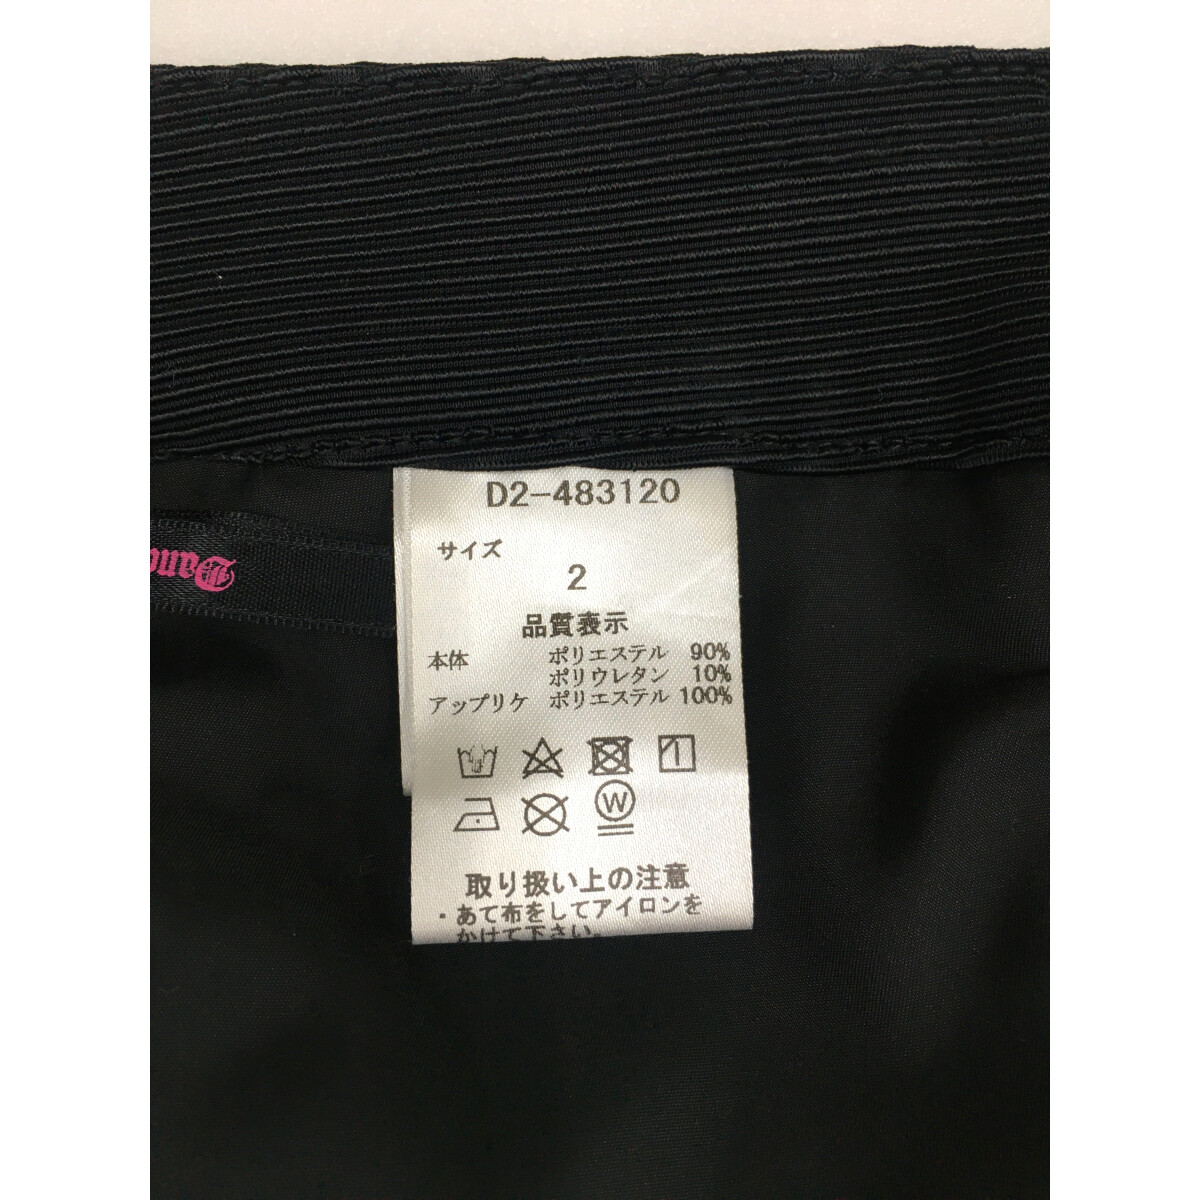 D2-483120
サイズ
2
品質表示
本体 ポリエステル 90%
ポリウレタン 10%
アップリケ ポリエステル 100%
W
取り扱い上の注意
・あて布をしてアイロンを
かけて下さい。